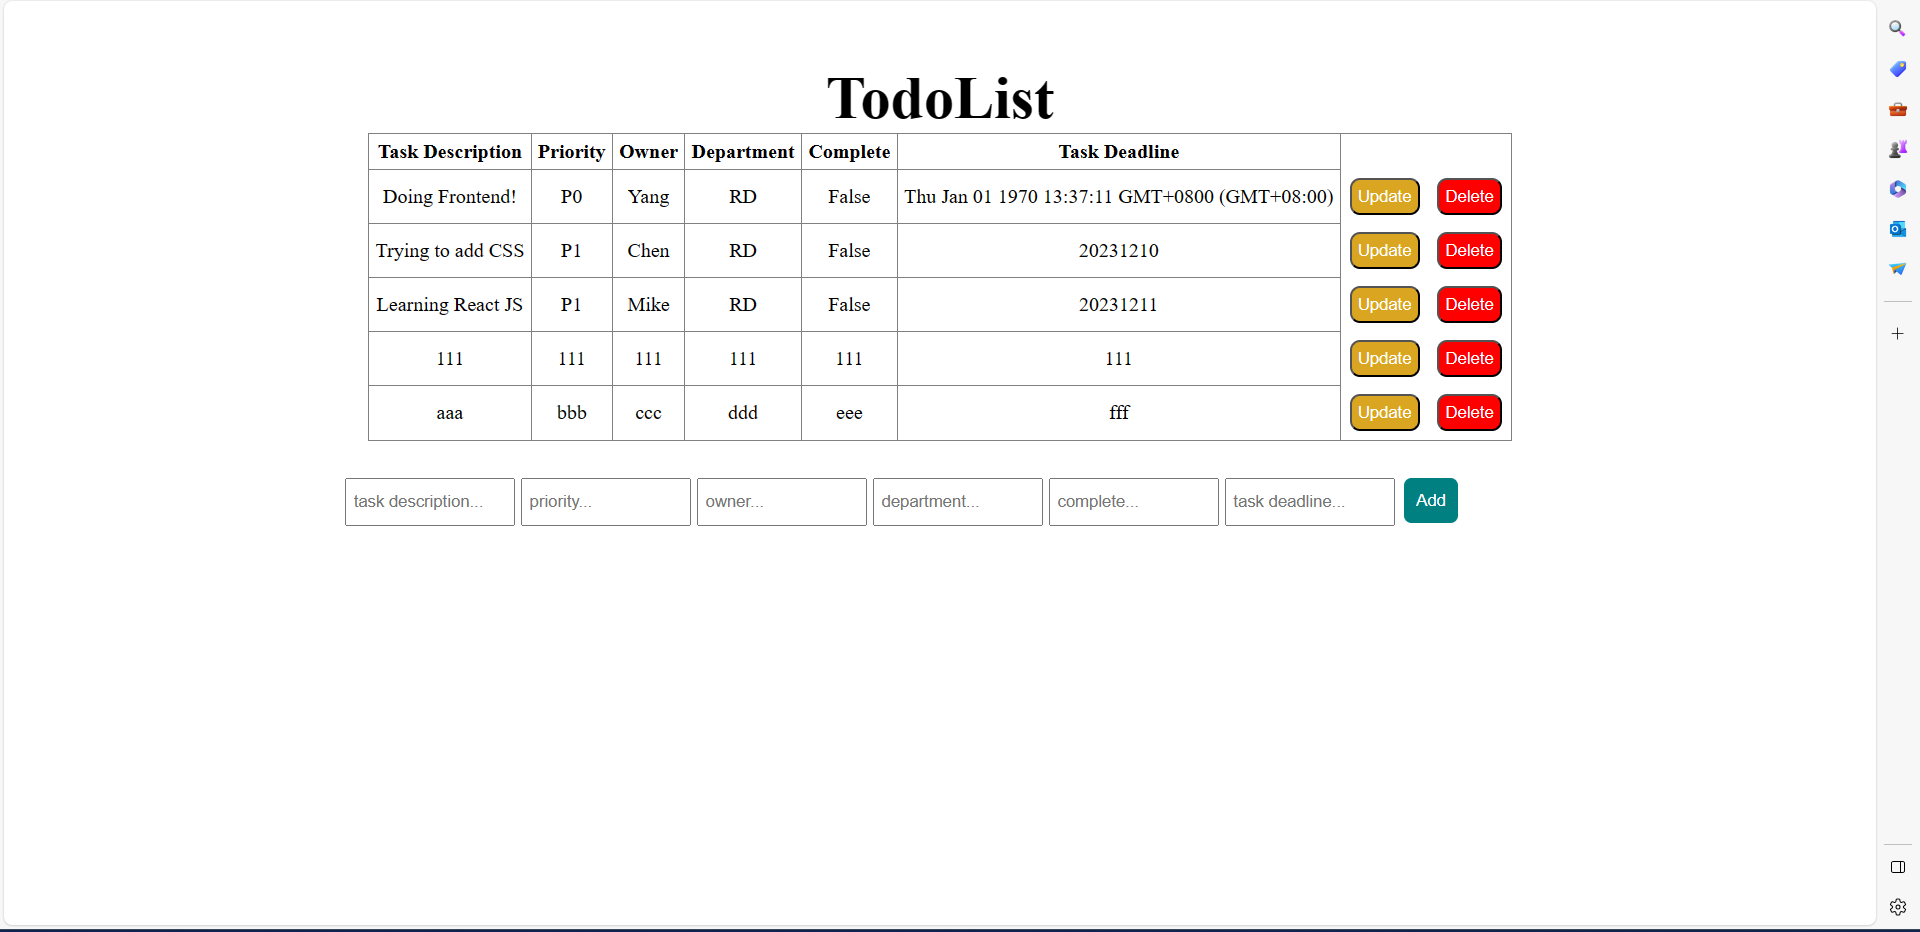 TodoList
Task Description Priority Owner Department Complete Task Deadline
Doing Frontend! P0 Yang RD False Thu Jan 01 1970 13:37:11 GMT+0800 (GMT+08:00) Update Delete
Trying to add CSS P1 Chen RD False 20231210 Update Delete
Learning React JS P1 Mike RD False 20231211 Update Delete
111 111 111 111 111 111 Update Delete
aaa bbb ccc ddd eee fff Update Delete
task description... priority... owner... department... complete... task deadline... Add